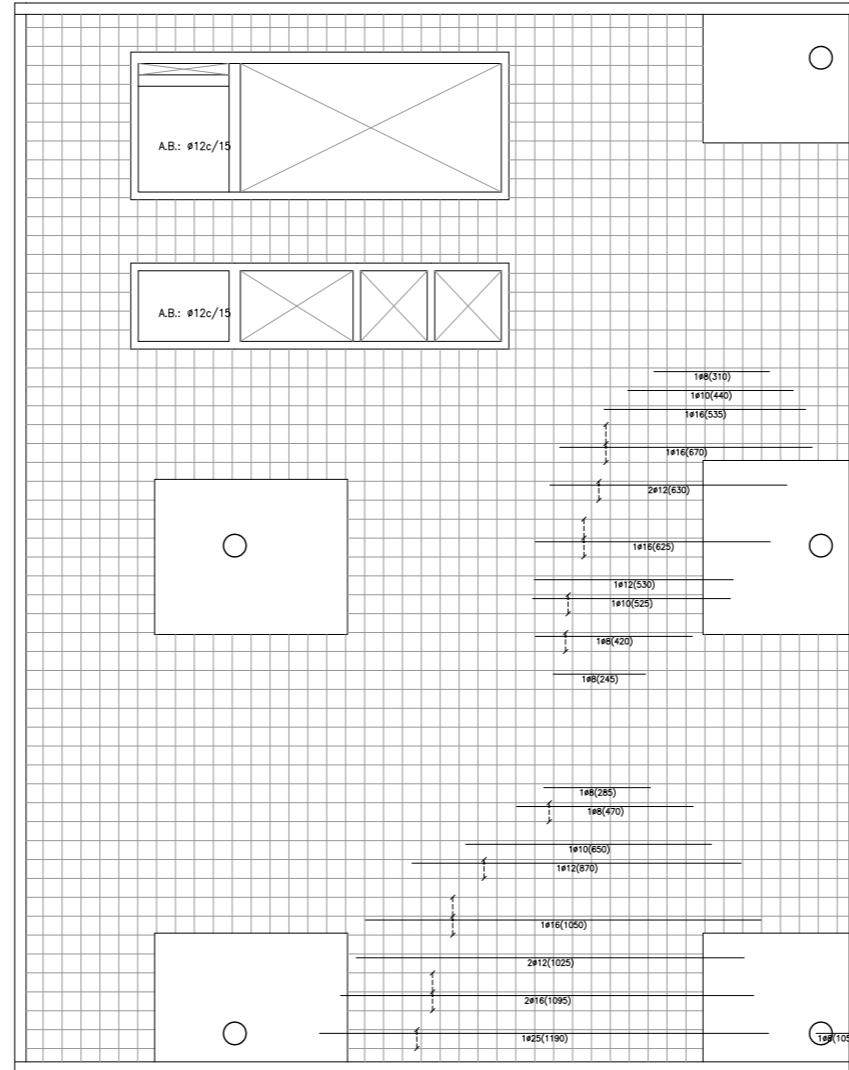 A.B.: ø12c/15
A.B.: ø12c/15
1ø8(310)
1ø10(440)
1ø16(535)
1ø16(670)
2ø12(630)
1ø16(625)
1ø12(530)
1ø10(525)
1ø8(420)
1ø8(245)
1ø8(285)
1ø8(470)
1ø10(650)
1ø12(870)
1ø16(1050)
2ø12(1025)
2ø16(1095)
1ø25(1190)